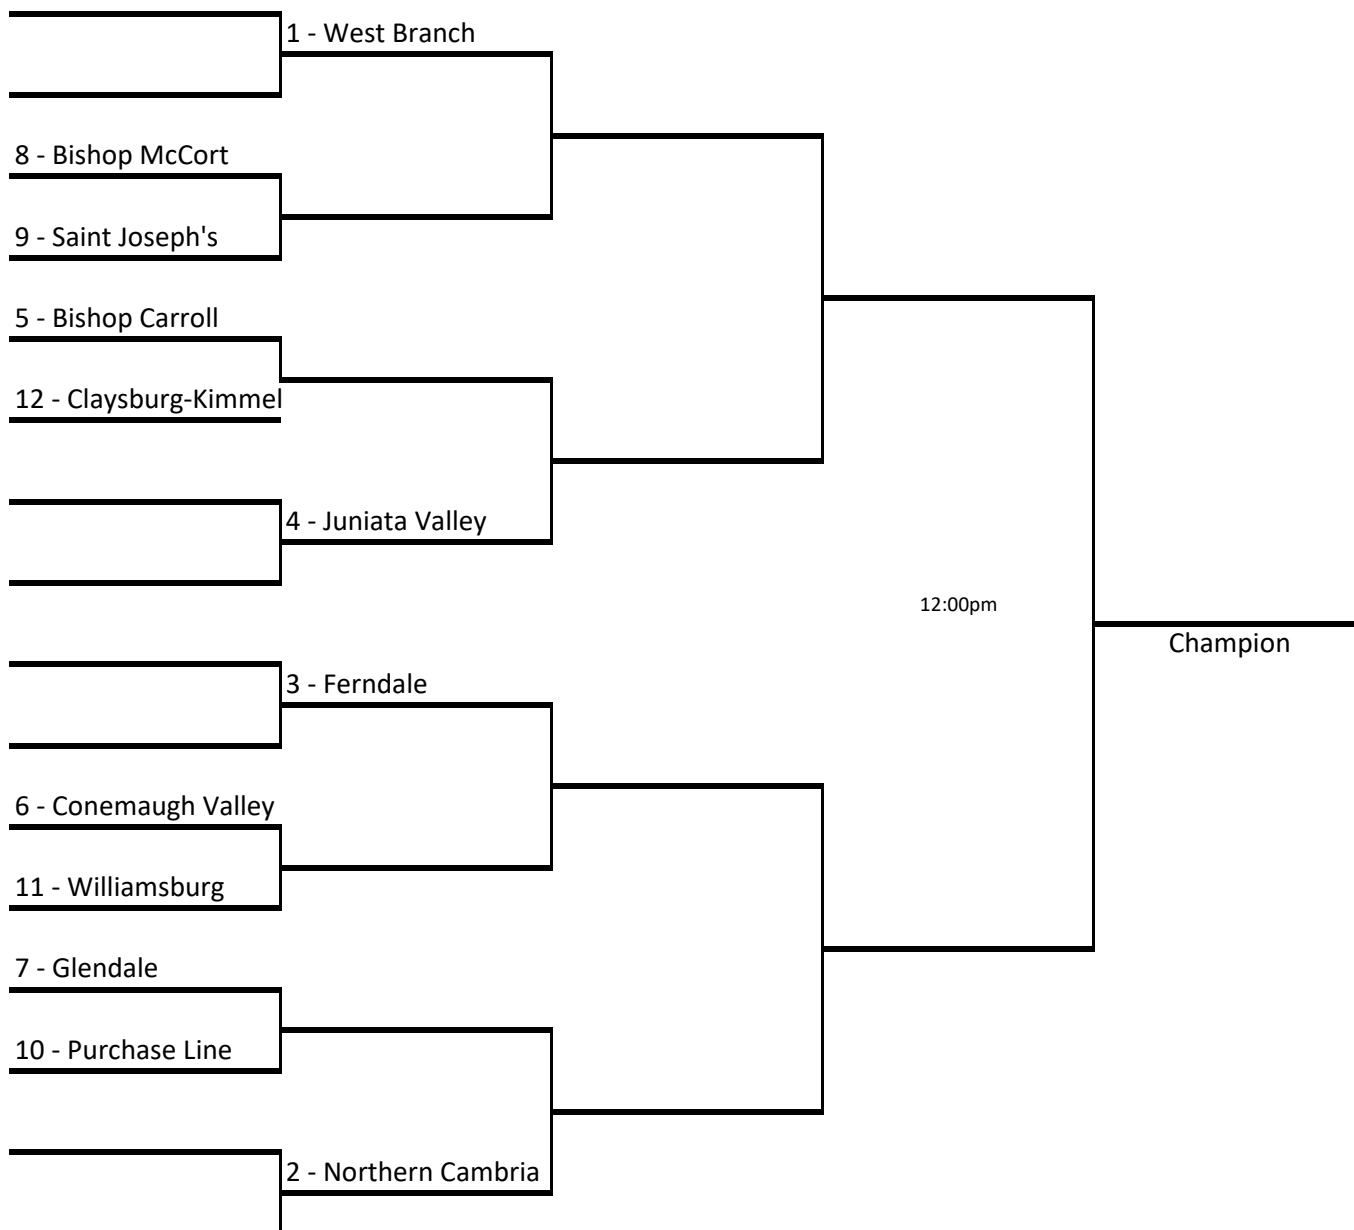 1 - West Branch
8 - Bishop McCort
9 - Saint Joseph's
5 - Bishop Carroll
12 - Claysburg-Kimmel
4 - Juniata Valley
12:00pm
Champion
3 - Ferndale
6 - Conemaugh Valley
11 - Williamsburg
7 - Glendale
10 - Purchase Line
2 - Northern Cambria